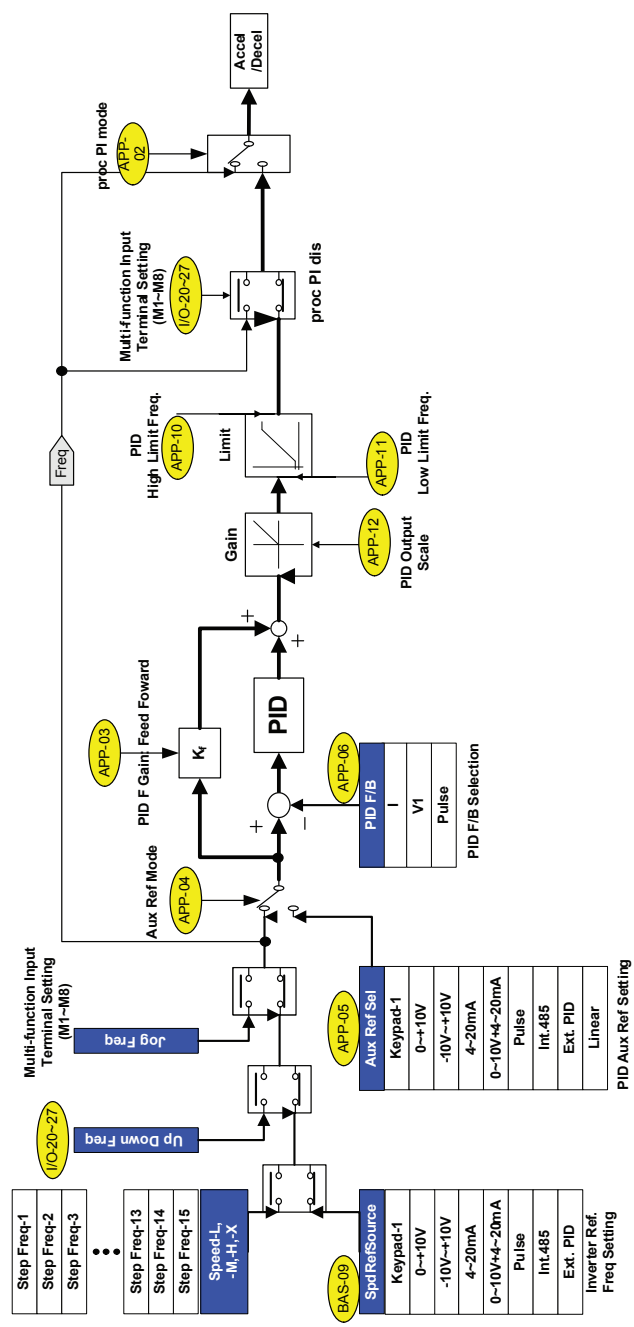 Step Freq-1
Step Freq-2
Step Freq-3
Step Freq-13
Step Freq-14
Step Freq-15
Speed-L,
-M,-H,-X
BAS-09
SpdRefSource
Keypad-1
0~+10V
-10V~+10V
4~20mA
0~10V+4~20mA
Pulse
Int.485
Ext. PID
Inverter Ref.
Freq Setting
I/O-20~27
Up Down Freq
Multi-function Input
Terminal Setting
(M1~M8)
Jog Freq
APP-05
Aux Ref Sel
Keypad-1
0~+10V
-10V~+10V
4~20mA
0~10V+4~20mA
Pulse
Int.485
Ext. PID
Linear
PID Aux Ref Setting
APP-04
Aux Ref Mode
Freq
APP-03
PID F Gain: Feed Foward
Kf
+
−
PID
+
+
APP-06
PID F/B
I
V1
Pulse
PID F/B Selection
Gain
APP-12
PID Output
Scale
PID
High Limit Freq.
APP-10
Limit
APP-11
PID
Low Limit Freq.
Multi-function Input
Terminal Setting
(M1~M8)
I/O-20~27
proc PI dis
proc PI mode
APP-
02
Accel
/Decel